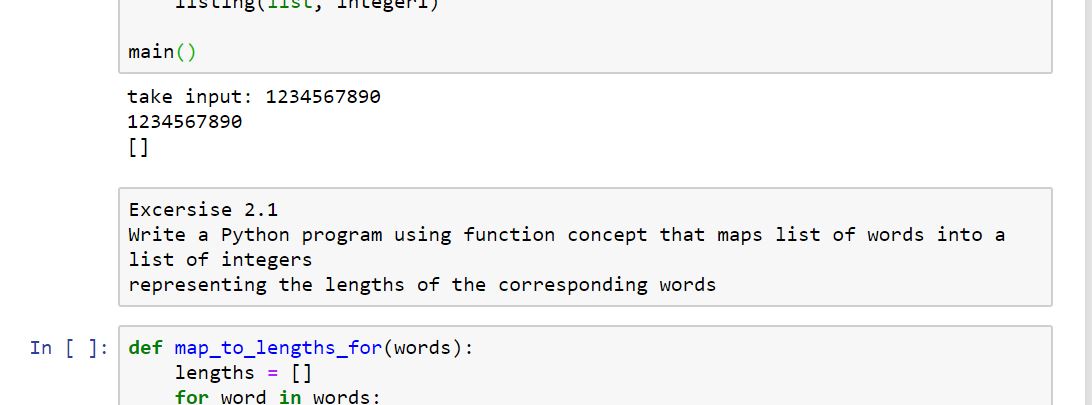 listing(list, integer1)
main()
take input: 1234567890
1234567890
[]
Excersise 2.1
Write a Python program using function concept that maps list of words into a
list of integers
representing the lengths of the corresponding words
In [ ]: def map_to_lengths_for(words):
lengths = []
for word in words: